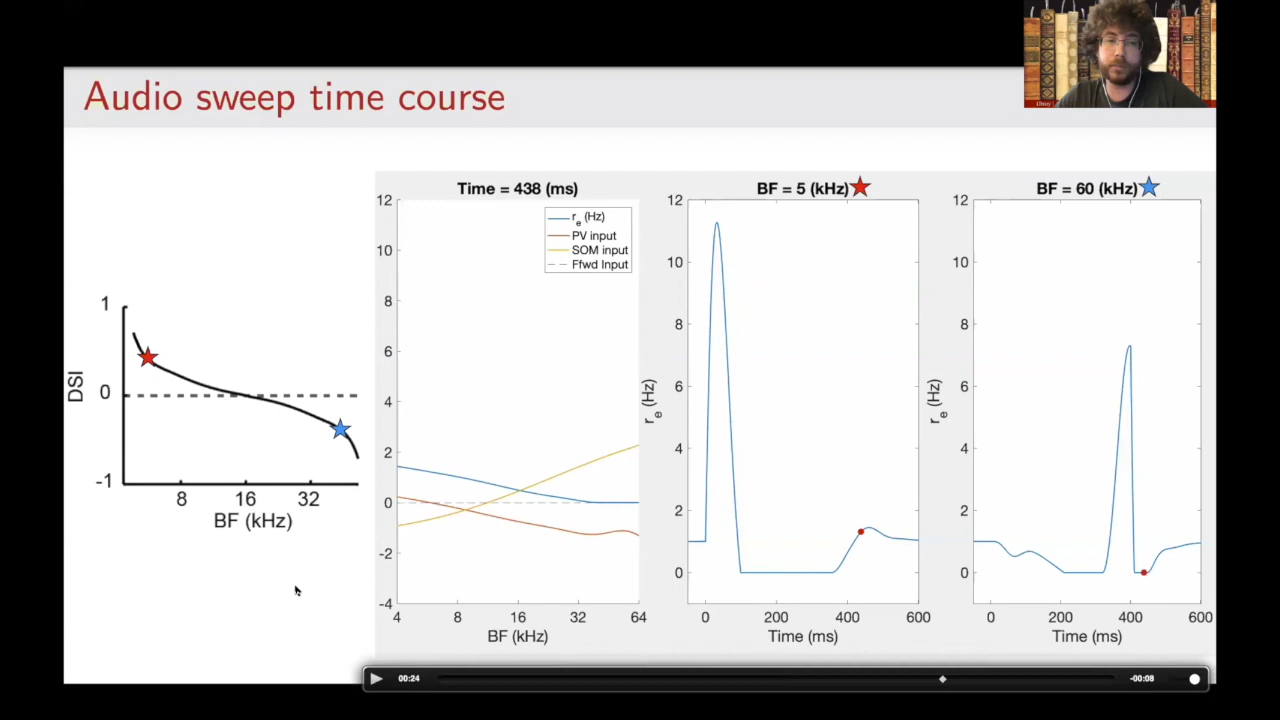 Audio sweep time course
1
0
-1
DSI
8 16 32
BF (kHz)
Time = 438 (ms)
12
10
8
6
4
2
0
-2
-4
r_e (Hz)
PV input
SOM input
Ffwd Input
4 8 16 32 64
BF (kHz)
BF = 5 (kHz)
12
10
8
6
4
2
0
r_e (Hz)
0 200 400 600
Time (ms)
BF = 60 (kHz)
12
10
8
6
4
2
0
r_e (Hz)
0 200 400 600
Time (ms)
00:24
-00:08